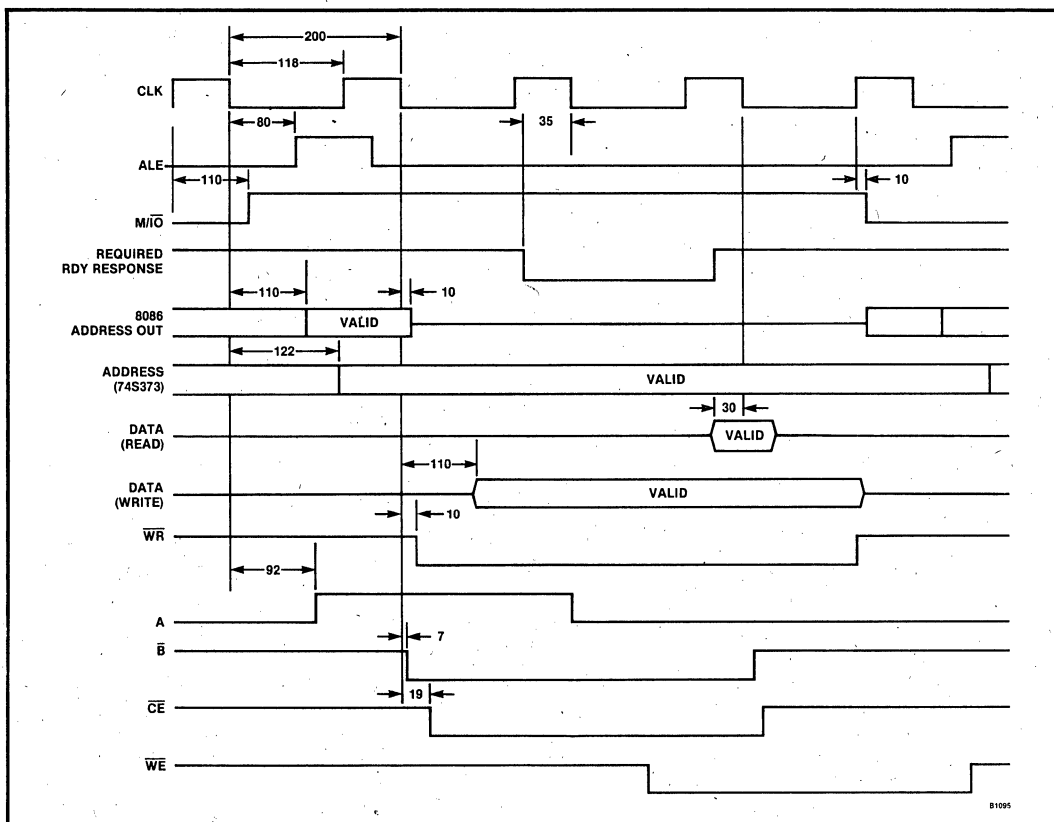 200
118
CLK
80
35
ALE
110
10
M/IO
REQUIRED
RDY RESPONSE
110
10
8086
ADDRESS OUT
VALID
122
ADDRESS
(74S373)
VALID
30
DATA
(READ)
VALID
110
DATA
(WRITE)
VALID
10
WR
92
A
7
B
19
CE
WE
B1095